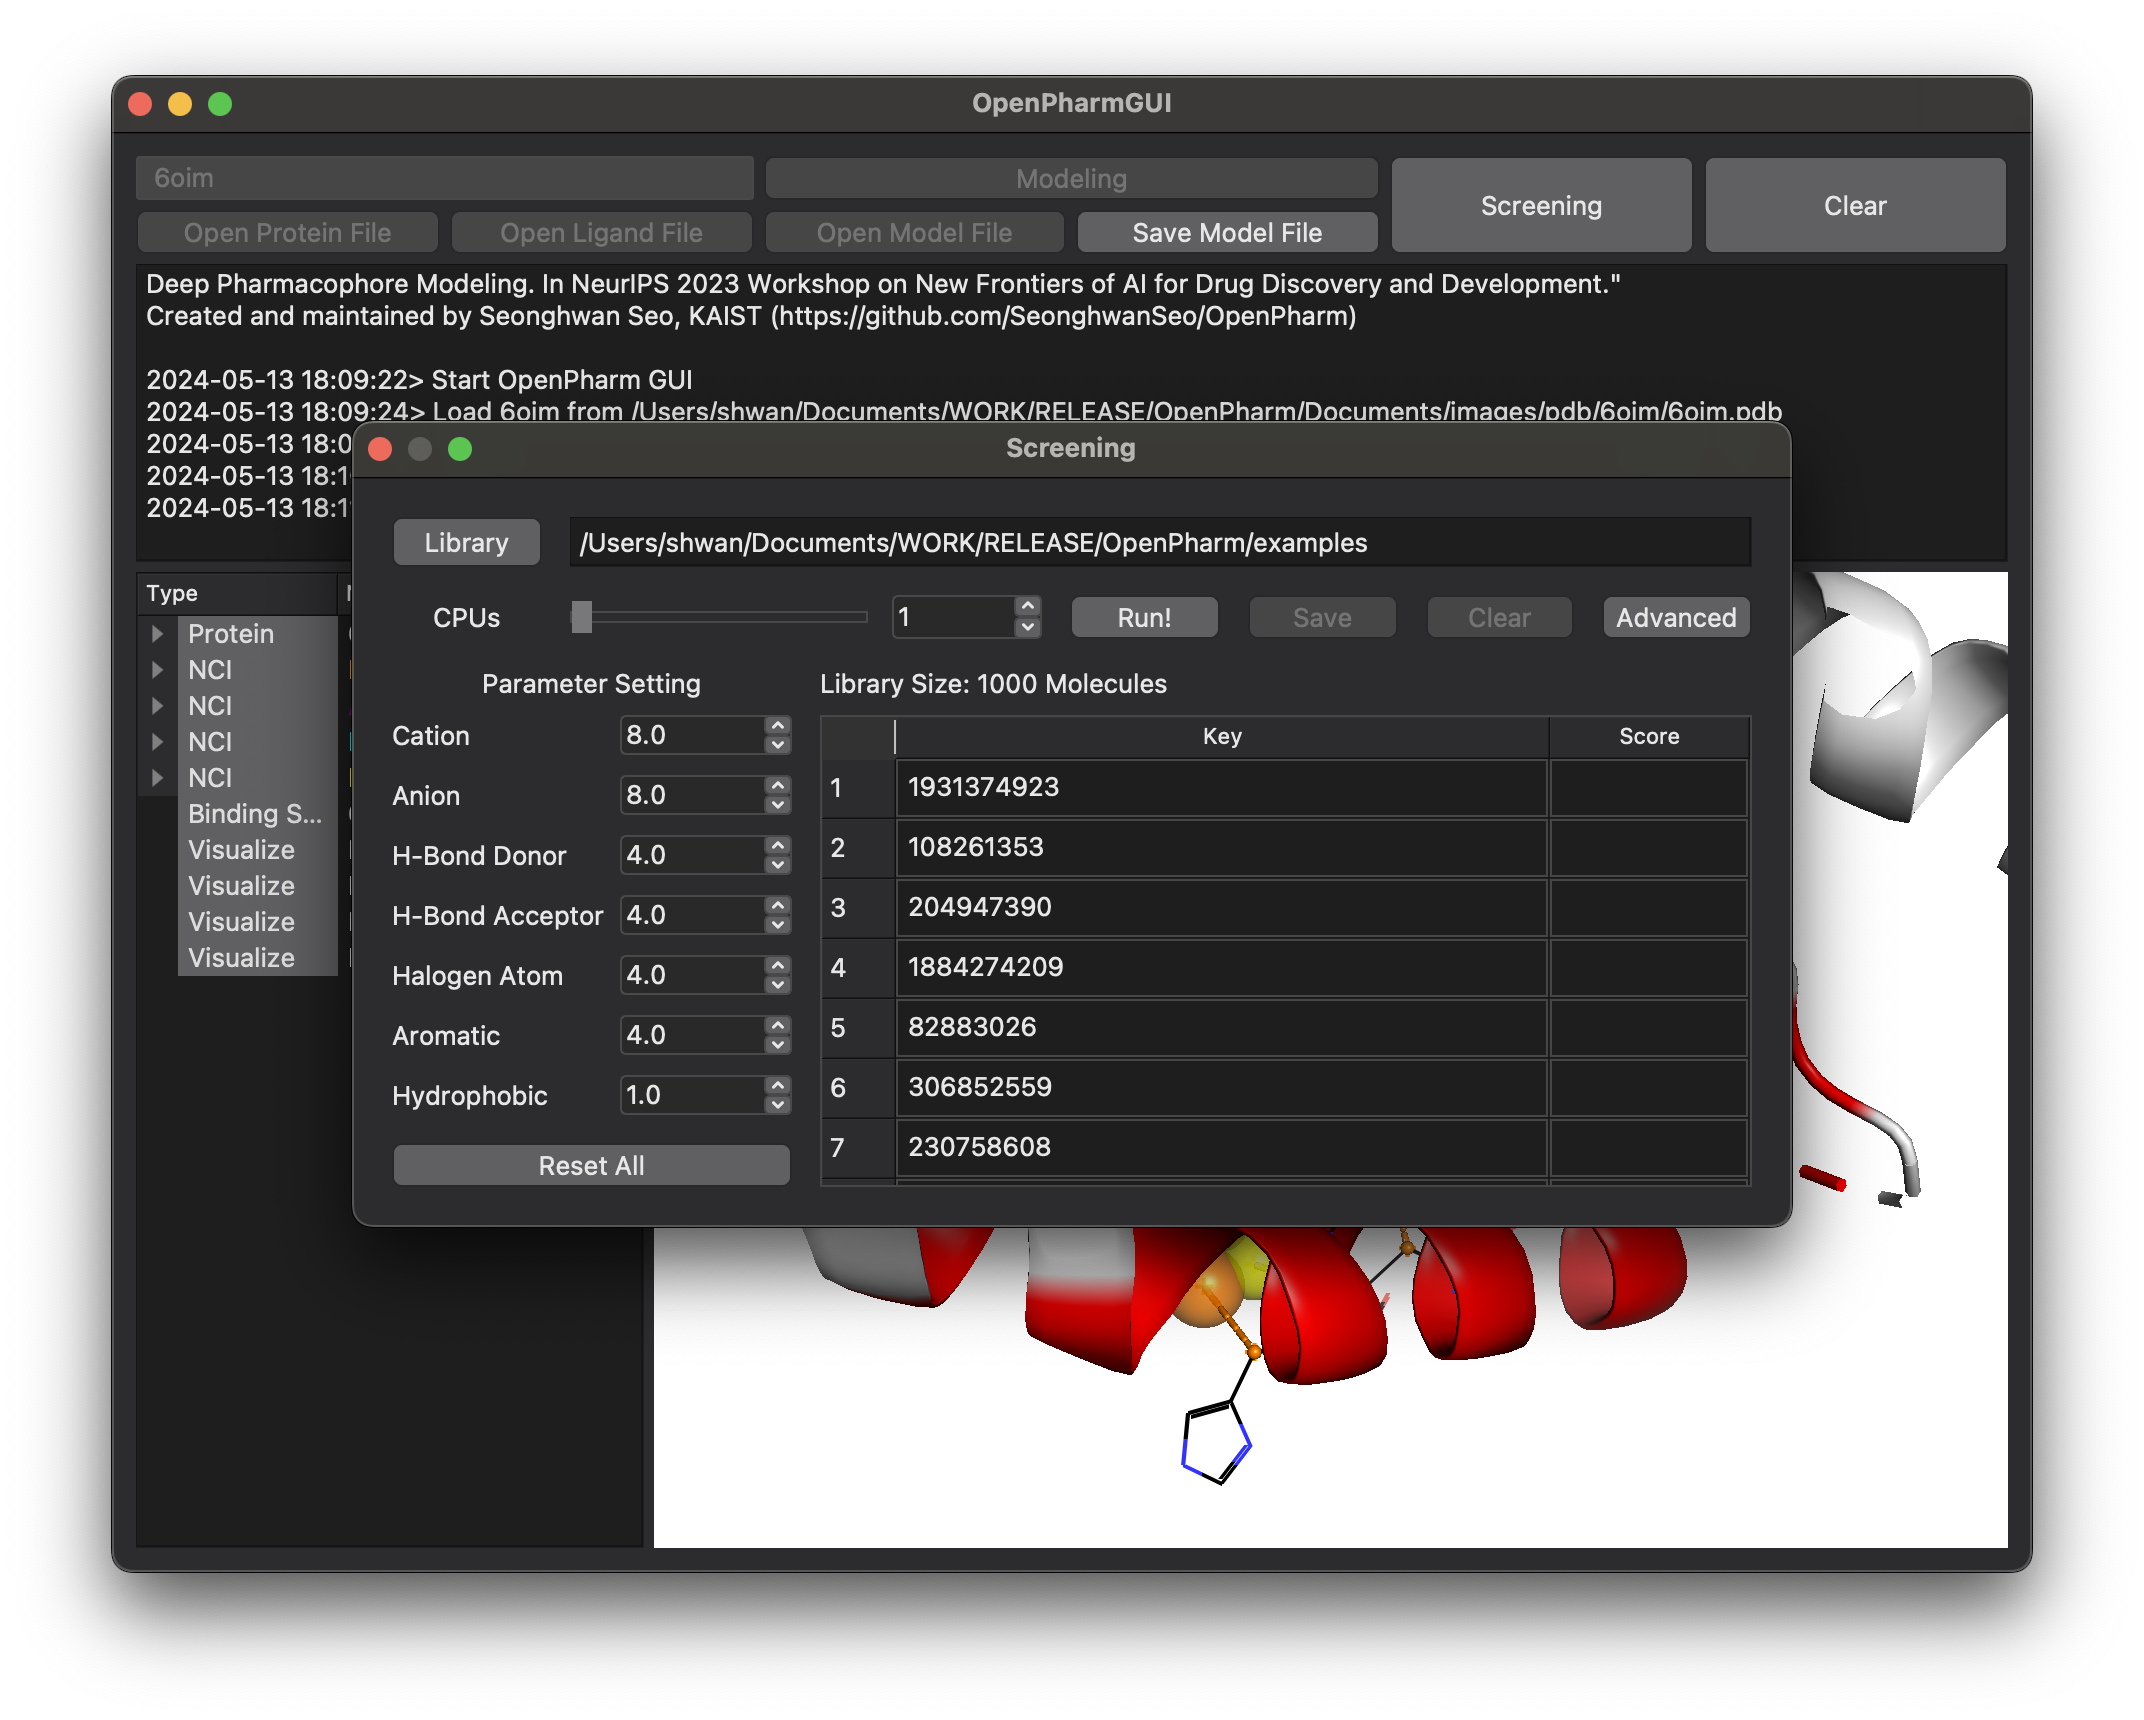 OpenPharmGUI
6oim
Modeling
Screening
Clear
Open Protein File
Open Ligand File
Open Model File
Save Model File
Deep Pharmacophore Modeling. In NeurIPS 2023 Workshop on New Frontiers of AI for Drug Discovery and Development."
Created and maintained by Seonghwan Seo, KAIST (https://github.com/SeonghwanSeo/OpenPharm)
2024-05-13 18:09:22> Start OpenPharm GUI
2024-05-13 18:09:24> Load 6oim from /Users/shwan/Documents/WORK/RELEASE/OpenPharm/Documents/images/pdb/6oim/6oim.pdb
2024-05-13 18:0
2024-05-13 18:1
2024-05-13 18:1
Screening
Library
/Users/shwan/Documents/WORK/RELEASE/OpenPharm/examples
CPUs
1
Run!
Save
Clear
Advanced
Parameter Setting
Cation 8.0
Anion 8.0
H-Bond Donor 4.0
H-Bond Acceptor 4.0
Halogen Atom 4.0
Aromatic 4.0
Hydrophobic 1.0
Reset All
Library Size: 1000 Molecules
Key Score
1 1931374923
2 108261353
3 204947390
4 1884274209
5 82883026
6 306852559
7 230758608
Type
Protein
NCI
NCI
NCI
NCI
Binding S...
Visualize
Visualize
Visualize
Visualize